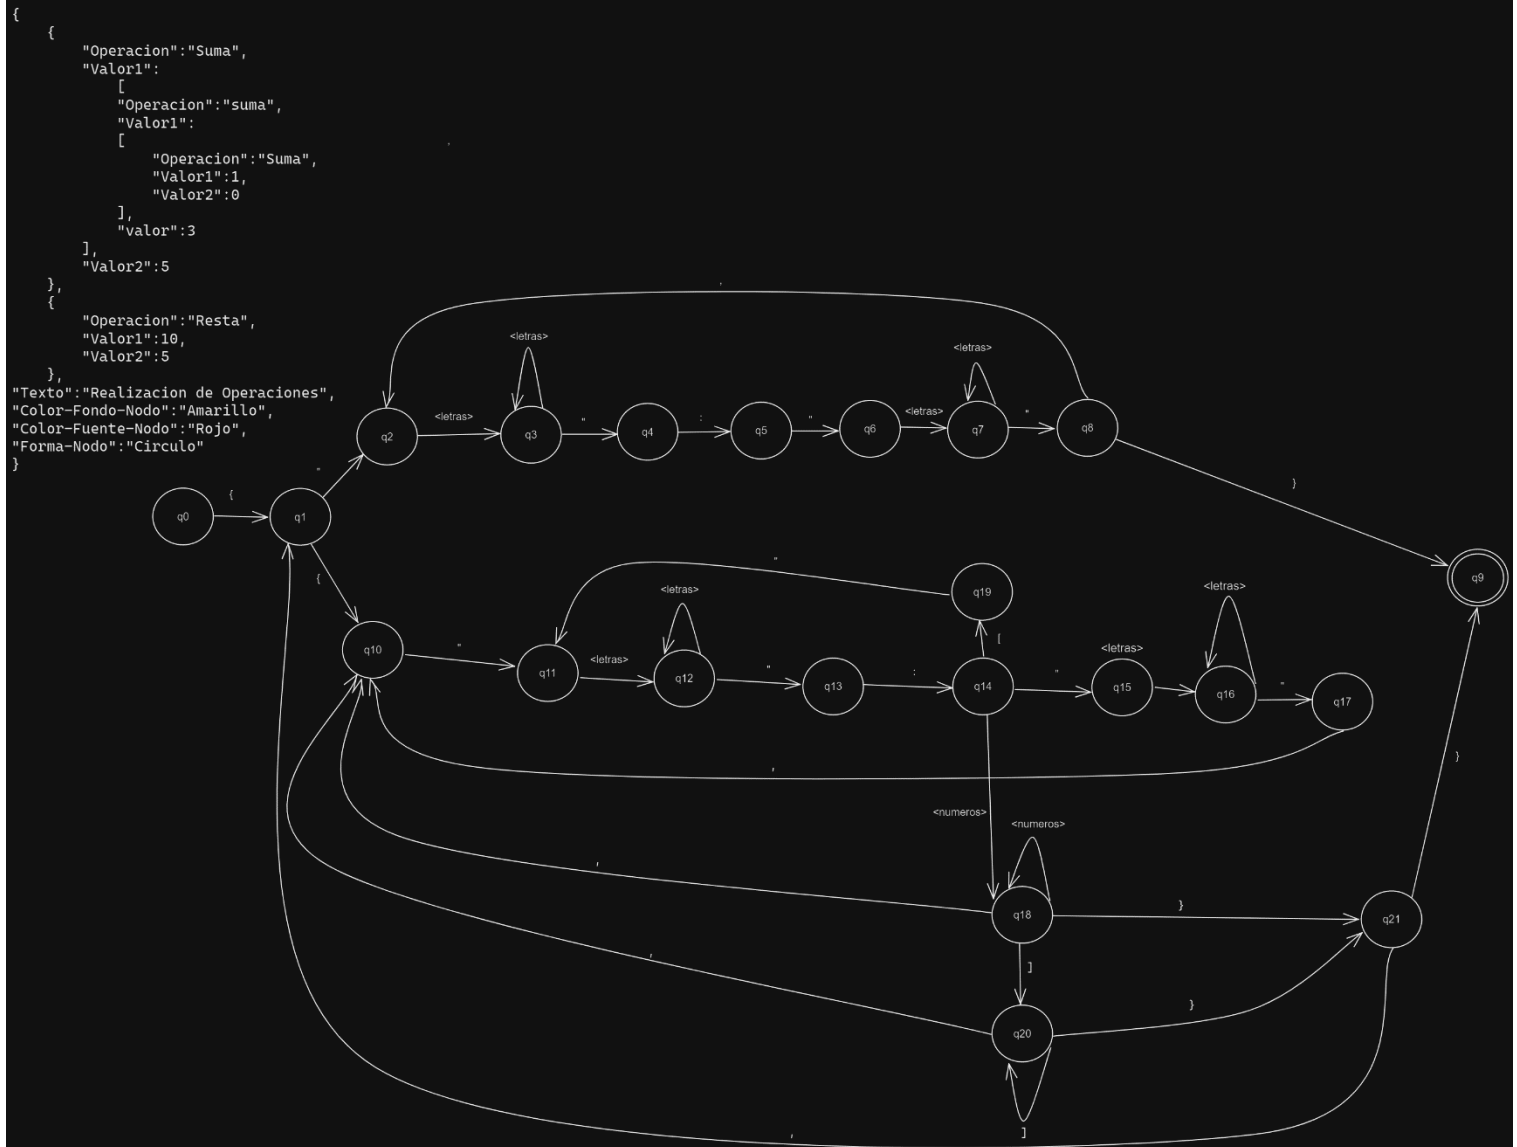 {
{
"Operacion":"Suma",
"Valor1":
[
"Operacion":"suma",
"Valor1":
[
"Operacion":"Suma",
"Valor1":1,
"Valor2":0
],
"valor":3
],
"Valor2":5
},
{
"Operacion":"Resta",
"Valor1":10,
"Valor2":5
},
"Texto":"Realizacion de Operaciones",
"Color-Fondo-Nodo":"Amarillo",
"Color-Fuente-Nodo":"Rojo",
"Forma-Nodo":"Circulo"
}
,
<letras>
<letras>
q2
<letras>
q3
"
q4
:
q5
"
q6
<letras>
q7
"
q8
"
}
q0
{
q1
{
q9
"
q19
<letras>
<letras>
[
q10
"
q11
<letras>
q12
"
q13
:
q14
"
q15
<letras>
q16
"
q17
,
}
<numeros>
<numeros>
,
q18
}
q21
,
]
q20
}
]
,